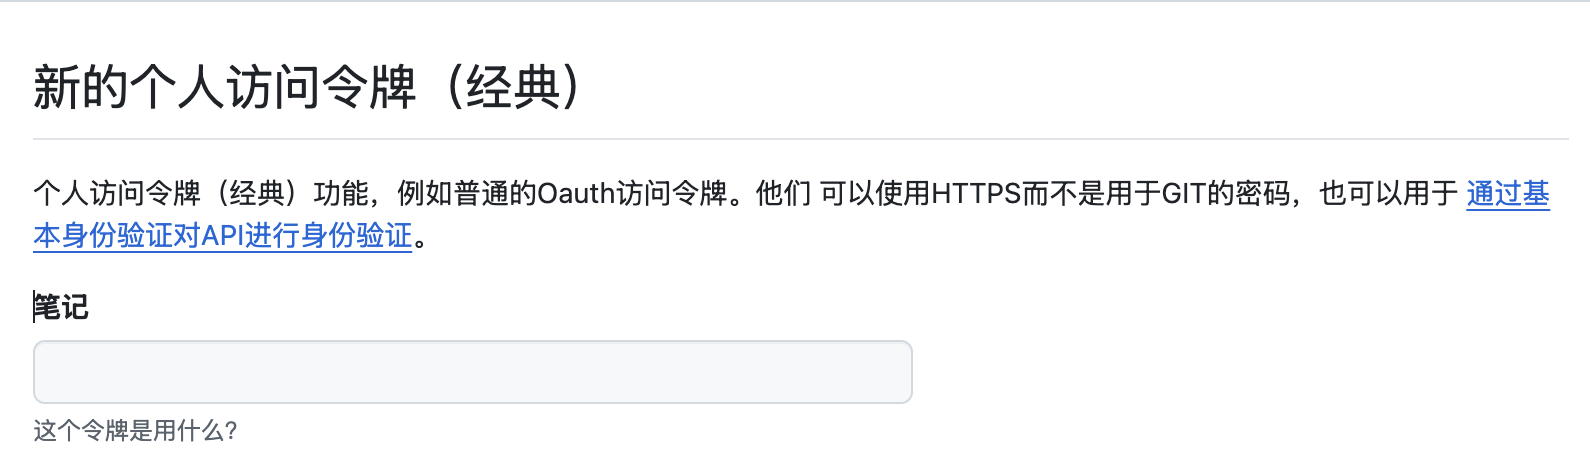 新的个人访问令牌（经典）
个人访问令牌（经典）功能，例如普通的Oauth访问令牌。他们 可以使用HTTPS而不是用于GIT的密码，也可以用于 通过基
本身份验证对API进行身份验证。
笔记
这个令牌是用什么?